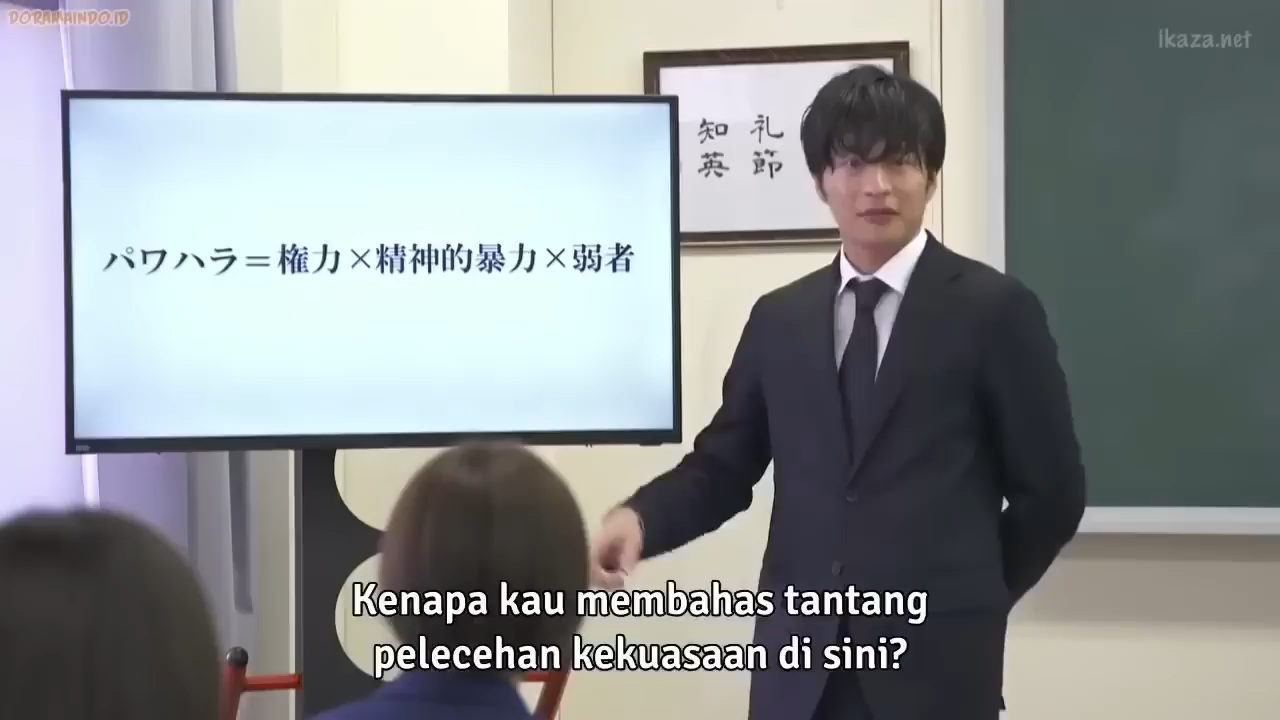 DORAMAINDO.ID
Ikaza.net
知 礼
英 節
パワハラ=権力×精神的暴力×弱者
Kenapa kau membahas tantang
pelecehan kekuasaan di sini?